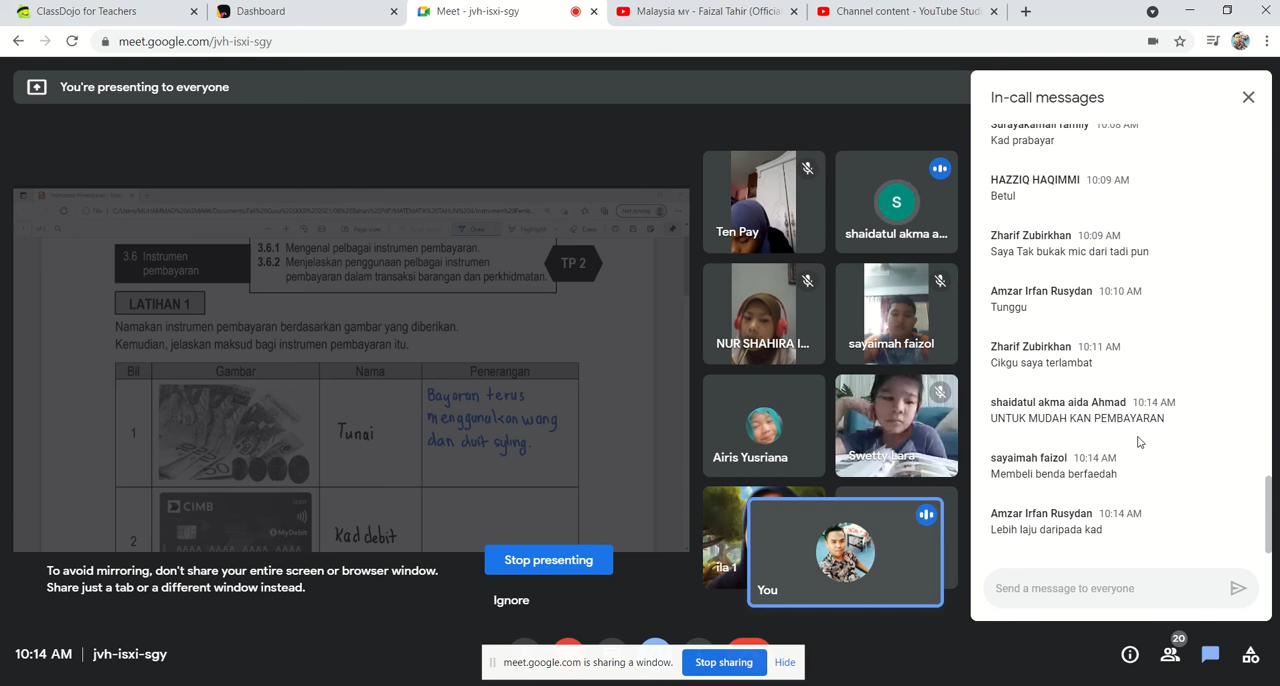 ClassDojo for Teachers
Dashboard
Meet - jvh-isxi-sgy
Malaysia MY - Faizal Tahir (Offici
Channel content - YouTube Studi
meet.google.com/jvh-isxi-sgy
You're presenting to everyone
3.6 Instrumen
pembayaran
3.6.1 Mengenal pelbagai instrumen pembayaran.
3.6.2 Menjelaskan penggunaan pelbagai instrumen
pembayaran dalam transaksi barangan dan perkhidmatan.
TP 2
LATIHAN 1
Namakan instrumen pembayaran berdasarkan gambar yang diberikan.
Kemudian, jelaskan maksud bagi instrumen pembayaran itu.
Bil Gambar Nama Penerangan
1 Tunai
Bayaran terus
menggunakan wang
dan duit syiling.
2 CIMB Kad debit
To avoid mirroring, don't share your entire screen or browser window.
Share just a tab or a different window instead.
Stop presenting
Ignore
Ten Pay
S
shaidatul akma a...
NUR SHAHIRA I...
sayaimah faizol
Airis Yusriana
Swetty Lara
ila 1
You
In-call messages
Surayakamali family 10:08 AM
Kad prabayar
HAZZIQ HAQIMMI 10:09 AM
Betul
Zharif Zubirkhan 10:09 AM
Saya Tak bukak mic dari tadi pun
Amzar Irfan Rusydan 10:10 AM
Tunggu
Zharif Zubirkhan 10:11 AM
Cikgu saya terlambat
shaidatul akma aida Ahmad 10:14 AM
UNTUK MUDAH KAN PEMBAYARAN
sayaimah faizol 10:14 AM
Membeli benda berfaedah
Amzar Irfan Rusydan 10:14 AM
Lebih laju daripada kad
Send a message to everyone
10:14 AM | jvh-isxi-sgy
meet.google.com is sharing a window.
Stop sharing
Hide
20